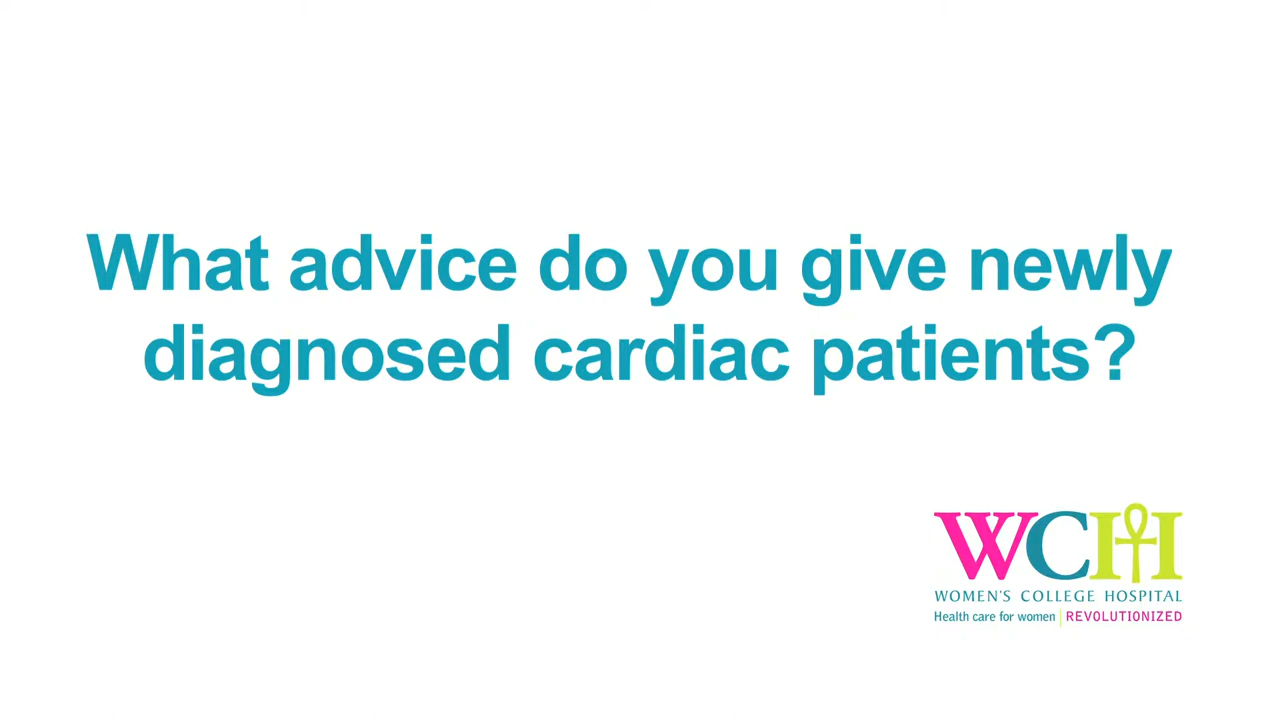 What advice do you give newly
diagnosed cardiac patients?
WCH
WOMEN'S COLLEGE HOSPITAL
Health care for women | REVOLUTIONIZED